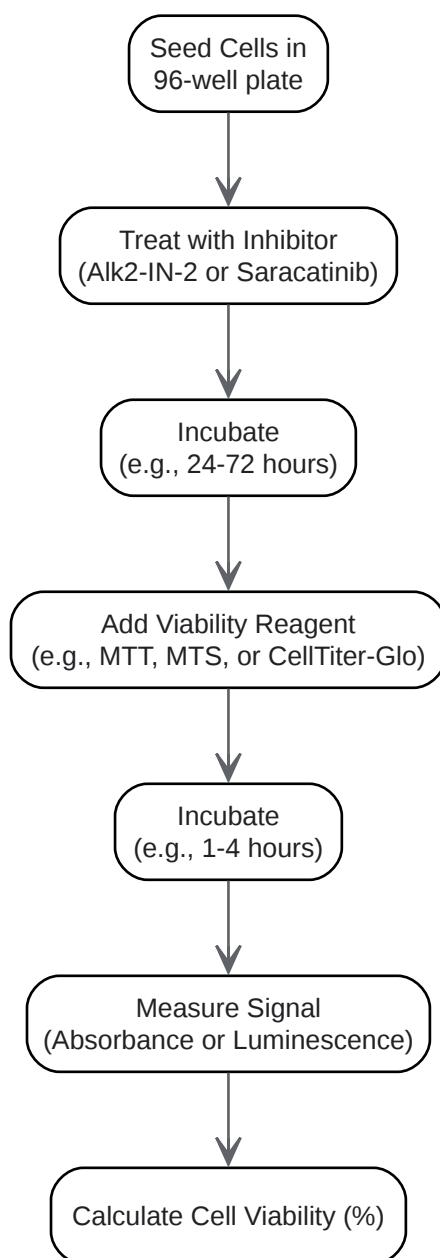 Seed Cells in
96-well plate
Treat with Inhibitor
(Alk2-IN-2 or Saracatinib)
Incubate
(e.g., 24-72 hours)
Add Viability Reagent
(e.g., MTT, MTS, or CellTiter-Glo)
Incubate
(e.g., 1-4 hours)
Measure Signal
(Absorbance or Luminescence)
Calculate Cell Viability (%)